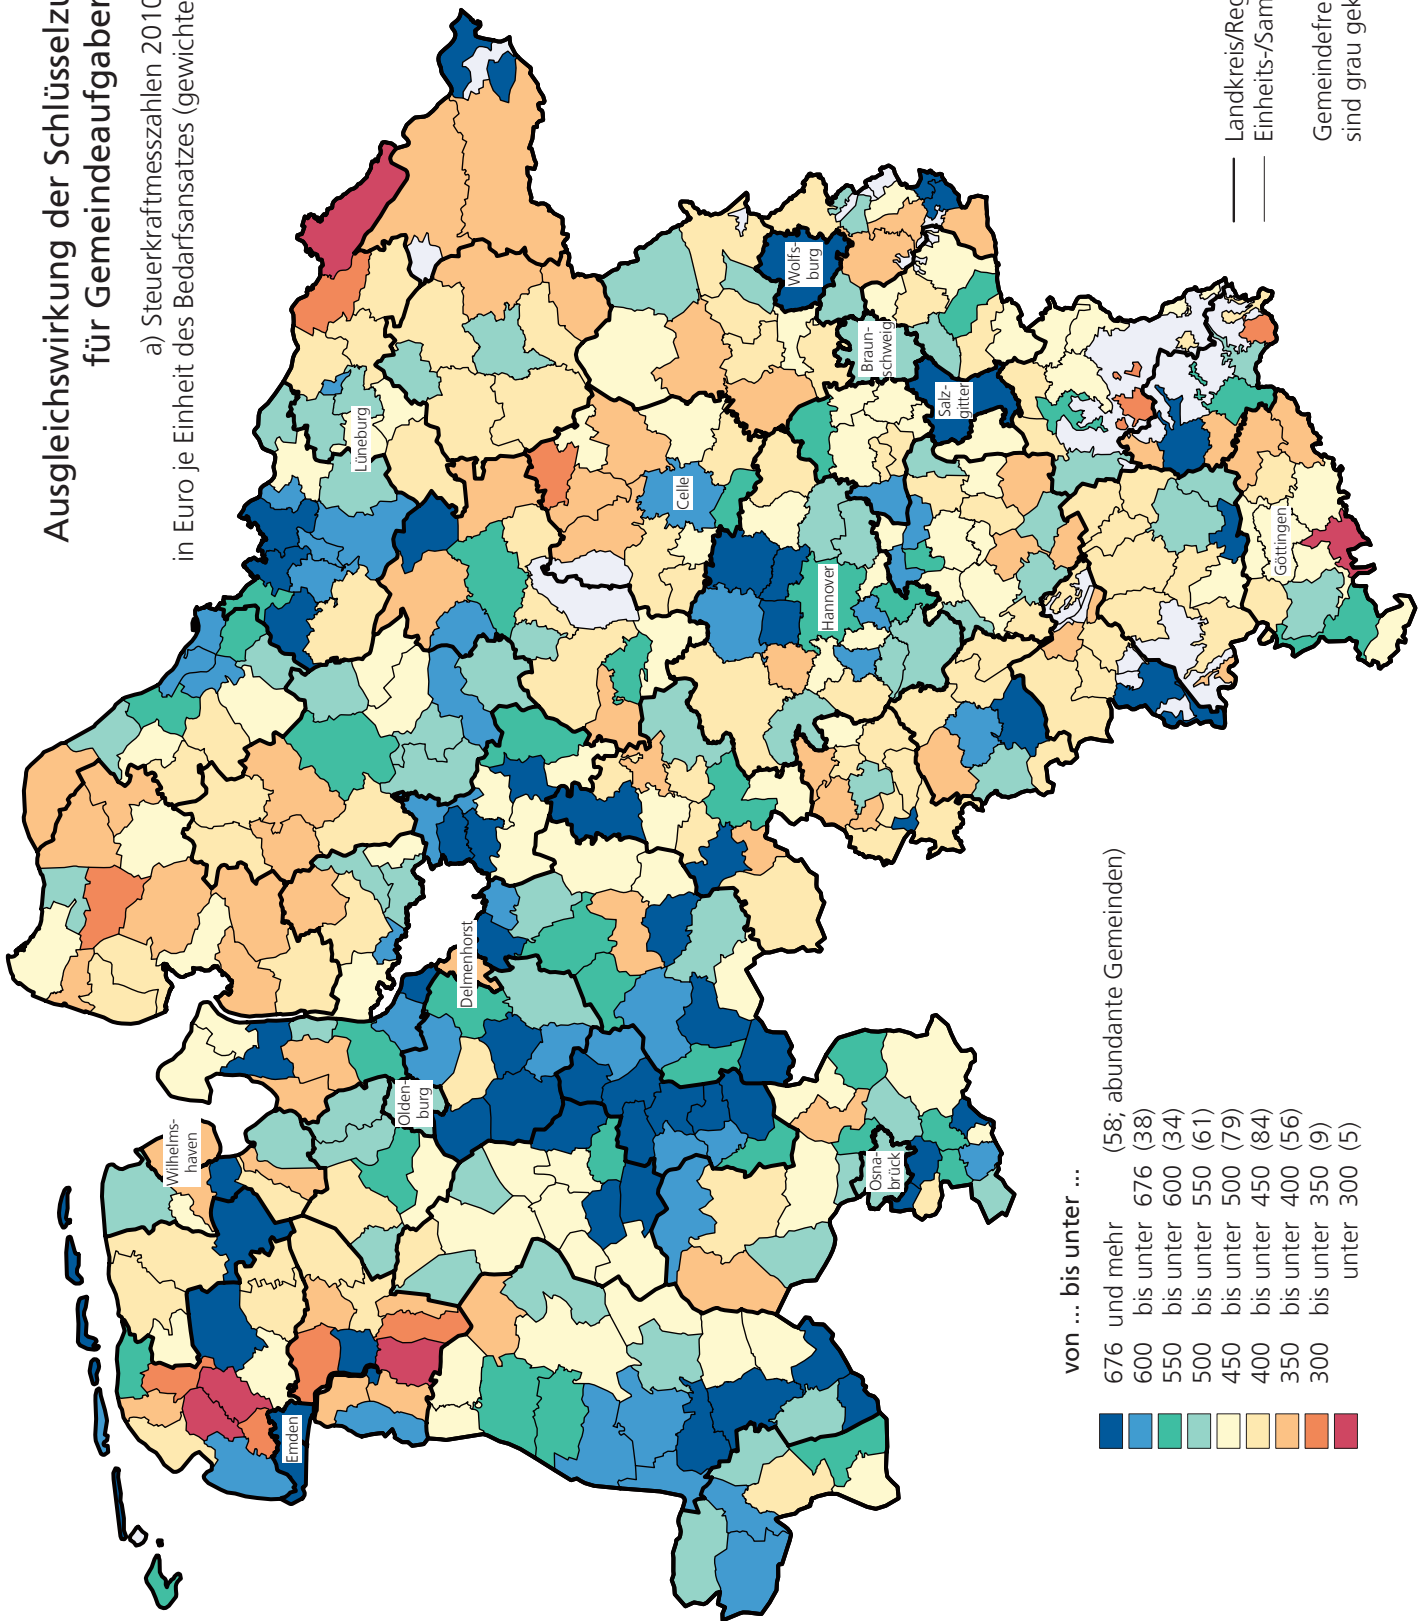 Ausgleichswirkung der Schlüsselzu
für Gemeindeaufgaben
a) Steuerkraftmesszahlen 2010
in Euro je Einheit des Bedarfsansatzes (gewichte
Lüneburg
Wolfs-
burg
Braun-
schweig
Salz-
gitter
Celle
Hannover
Göttingen
Delmenhorst
Wilhelms-
haven
Olden-
burg
Osna-
brück
Emden
von ... bis unter ...
676 und mehr (58; abundante Gemeinden)
600 bis unter 676 (38)
550 bis unter 600 (34)
500 bis unter 550 (61)
450 bis unter 500 (79)
400 bis unter 450 (84)
350 bis unter 400 (56)
300 bis unter 350 (9)
unter 300 (5)
Landkreis/Reg
Einheits-/Sam
Gemeindefre
sind grau gek